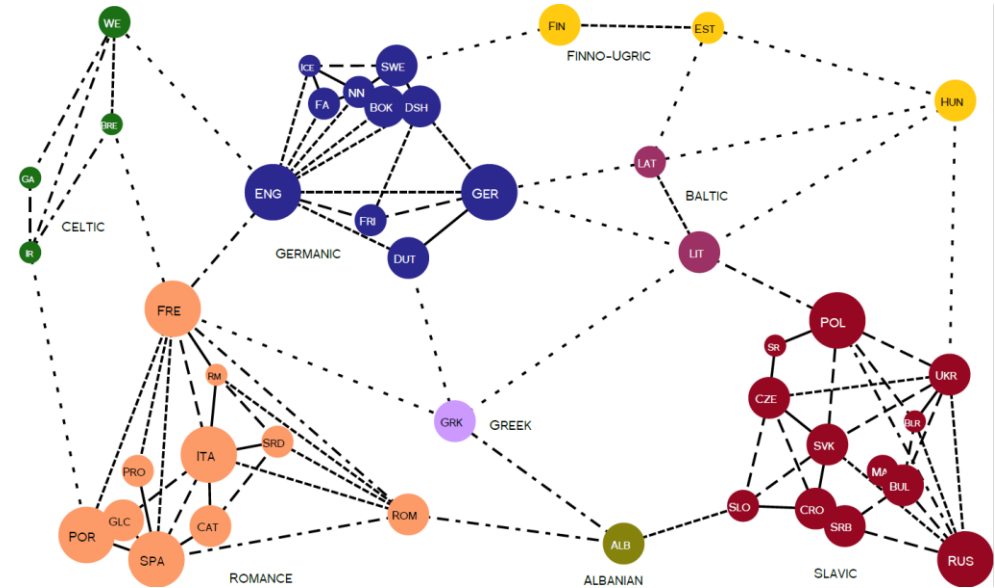 WE
FIN
EST
FINNO-UGRIC
ICE
SWE
NN
FA
BOK
DSH
HUN
BRE
LAT
GA
ENG
GER
BALTIC
FRI
CELTIC
GERMANIC
IR
DUT
LIT
FRE
POL
SR
RM
UKR
CZE
GRK
GREEK
BLR
SRD
SVK
ITA
PRO
MA
BUL
GLC
CAT
ROM
SLO
CRO
SRB
POR
SPA
ALB
RUS
ROMANCE
ALBANIAN
SLAVIC